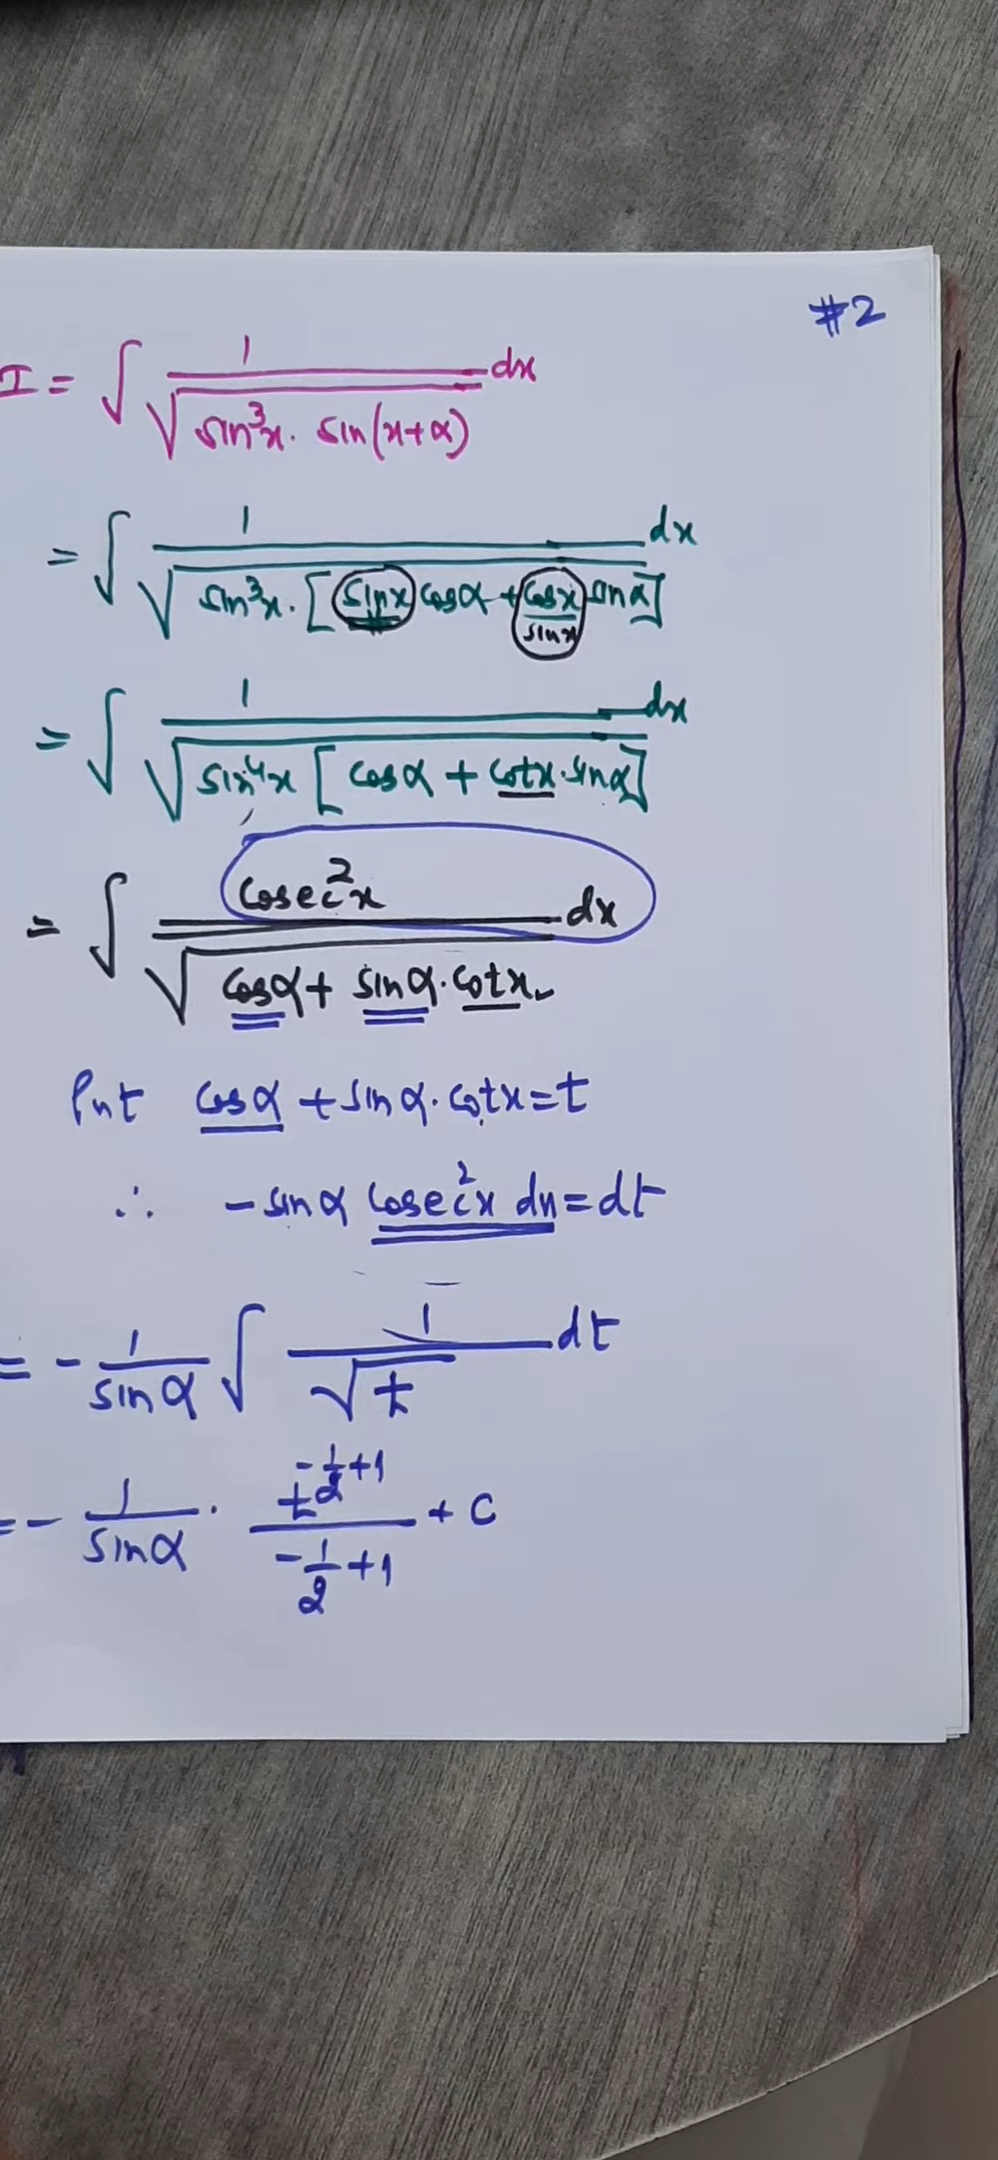 #2
I = ∫ 1/√(sin³x. sin(x+α)) dx
= ∫ 1/√(sin³x. [sinx cosα + cosx/sinx sinα]) dx
= ∫ 1/√(sin⁴x [cosα + cotx.sinα]) dx
= ∫ cosec²x/√(cosα + sinα.cotx) dx
Put cosα + sinα.cotx = t
∴ -sinα cosec²x dx = dt
= - 1/sinα ∫ 1/√t dt
= - 1/sinα . t^(-1/2+1)/(-1/2+1) + C